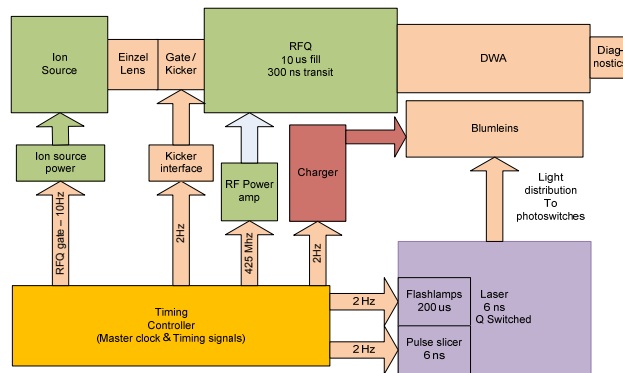 Ion
Source
Einzel
Lens
Gate/
Kicker
RFQ
10 us fill
300 ns transit
DWA
Diag-
nostics
Blumleins
Ion source
power
Kicker
interface
RF Power
amp
Charger
Light
distribution
To
photoswitches
RFQ gate – 10Hz
2Hz
425 Mhz
2Hz
Timing
Controller
(Master clock & Timing signals)
2 Hz
2 Hz
Flashlamps
200 us
Pulse slicer
6 ns
Laser
6 ns
Q Switched